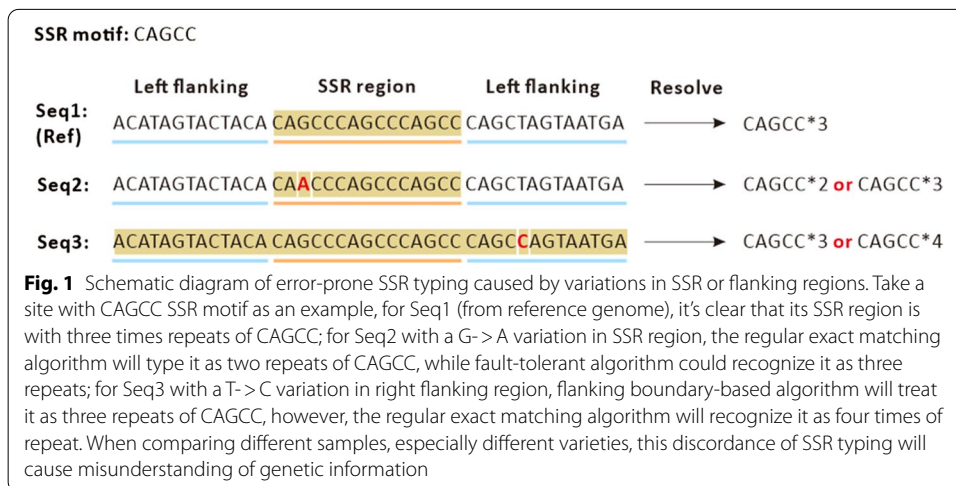 SSR motif: CAGCC
Left flanking SSR region Left flanking Resolve
Seq1: ACATAGTACTACA CAGCCCAGCCCAGCC CAGCTAGTAATGA CAGCC*3
(Ref)
Seq2: ACATAGTACTACA CAACCCAGCCCAGCC CAGCTAGTAATGA CAGCC*2 or CAGCC*3
Seq3: ACATAGTACTACA CAGCCCAGCCCAGCC CAGCCAGTAATGA CAGCC*3 or CAGCC*4
Fig. 1 Schematic diagram of error-prone SSR typing caused by variations in SSR or flanking regions. Take a
site with CAGCC SSR motif as an example, for Seq1 (from reference genome), it's clear that its SSR region is
with three times repeats of CAGCC; for Seq2 with a G->A variation in SSR region, the regular exact matching
algorithm will type it as two repeats of CAGCC, while fault-tolerant algorithm could recognize it as three
repeats; for Seq3 with a T->C variation in right flanking region, flanking boundary-based algorithm will treat
it as three repeats of CAGCC, however, the regular exact matching algorithm will recognize it as four times of
repeat. When comparing different samples, especially different varieties, this discordance of SSR typing will
cause misunderstanding of genetic information